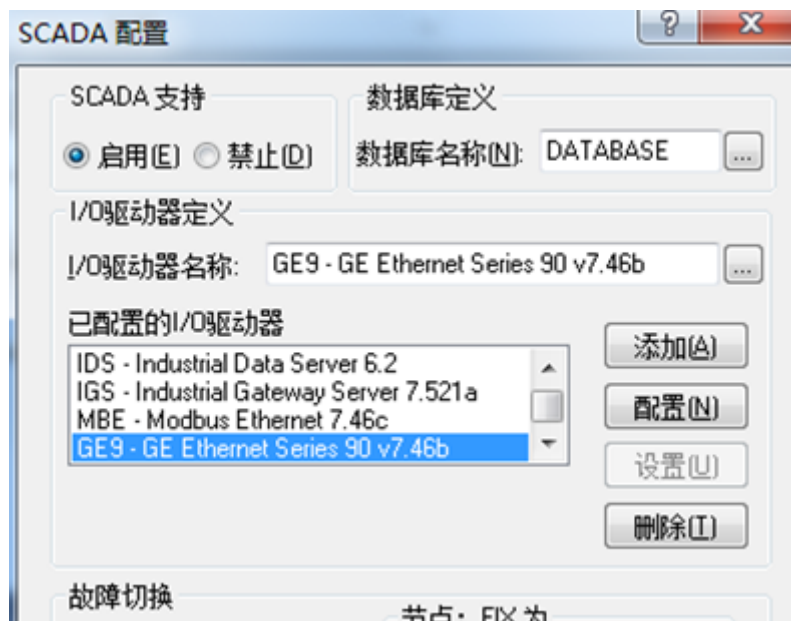 SCADA 配置
SCADA 支持
数据库定义
启用(E) 禁止(D)
数据库名称(N): DATABASE ...
I/O驱动器定义
I/O驱动器名称: GE9 - GE Ethernet Series 90 v7.46b ...
已配置的I/O驱动器
IDS - Industrial Data Server 6.2
IGS - Industrial Gateway Server 7.521a
MBE - Modbus Ethernet 7.46c
GE9 - GE Ethernet Series 90 v7.46b
添加(A)
配置(N)
设置(U)
删除(T)
故障切换
节点: FIX 为